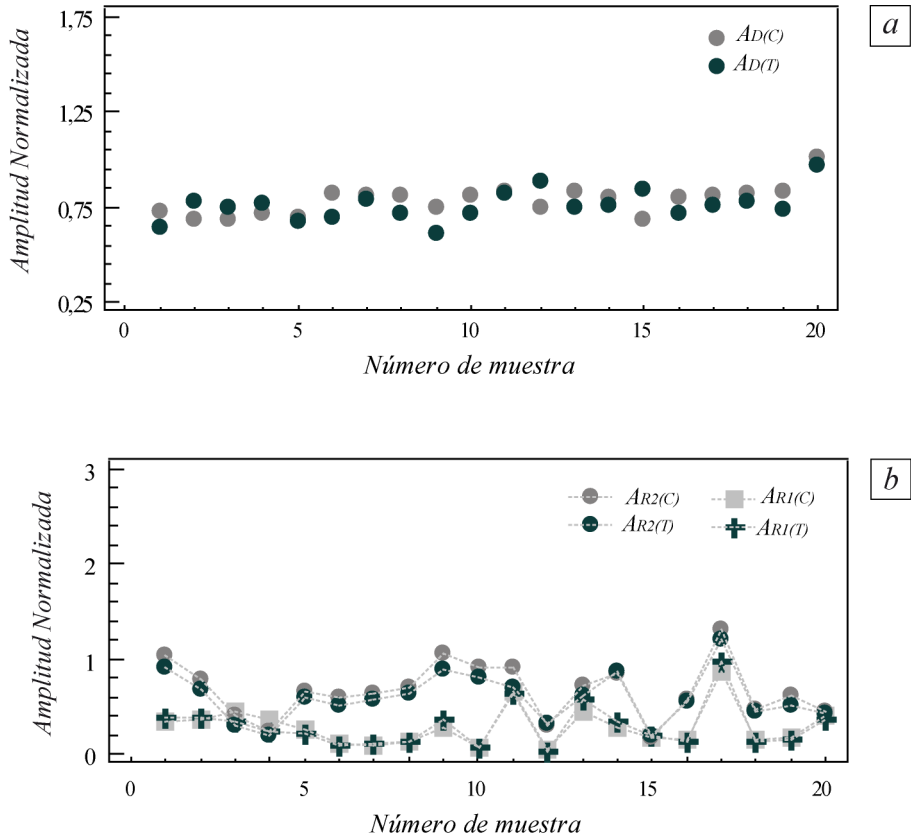 a
1,75
1,25
0,75
0,25
Amplitud Normalizada
AD(C)
AD(T)
0 5 10 15 20
Número de muestra
b
3
2
1
0
Amplitud Normalizada
AR2(C) AR1(C)
AR2(T) AR1(T)
0 5 10 15 20
Número de muestra